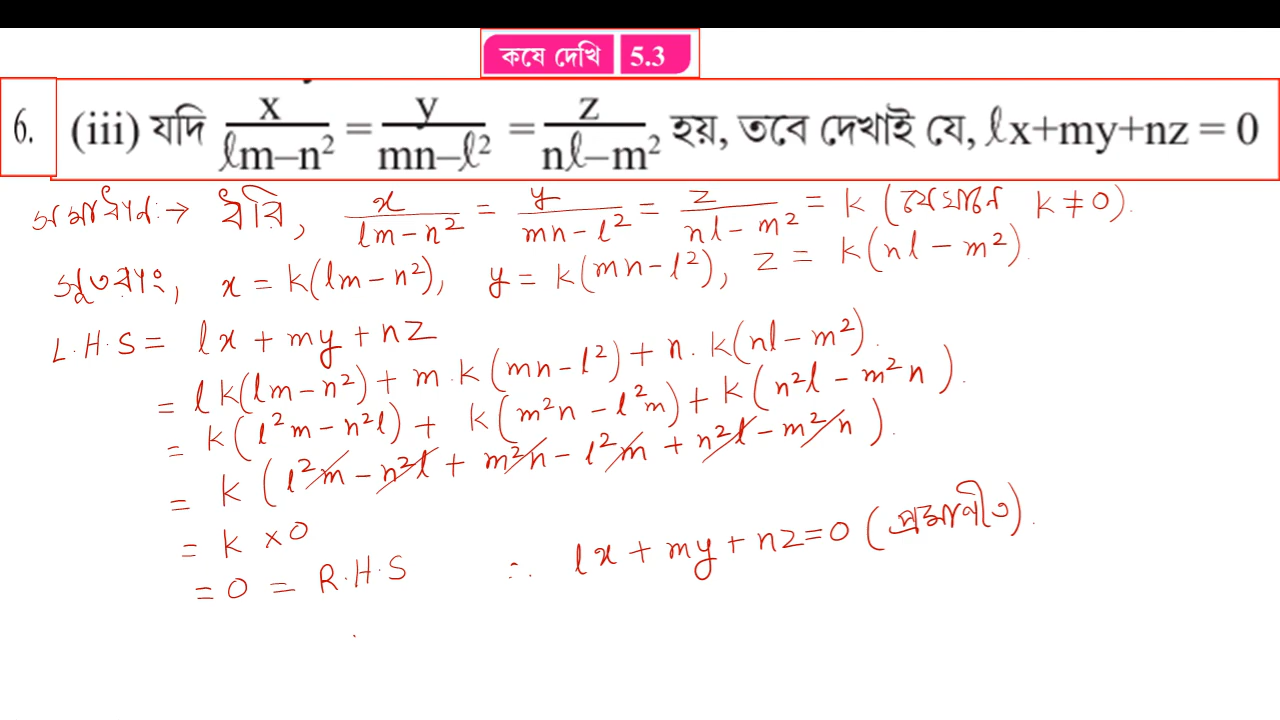 কষে দেখি 5.3
6. (iii) যদি x/(ℓm–n²) = y/(mn–ℓ²) = z/(nℓ–m²) হয়, তবে দেখাই যে, ℓx+my+nz = 0
সমাধান:→ ধরি, x/(lm – n²) = y/(mn – l²) = z/(nl – m²) = k (যেখানে k ≠ 0).
সুতরাং, x = k(lm – n²), y = k(mn – l²), z = k(nl – m²)
L.H.S = lx + my + nz
= l k(lm – n²) + m.k(mn – l²) + n.k(nl – m²).
= k(l²m – n²l) + k(m²n – l²m) + k(n²l – m²n).
= k(l²m – n²l + m²n – l²m + n²l – m²n).
= k × 0
= 0 = R.H.S ∴ lx + my + nz = 0 (প্রমাণীত).